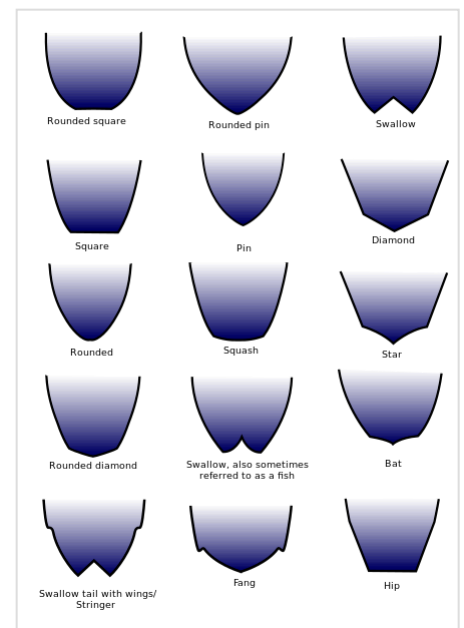 Rounded square
Rounded pin
Swallow
Square
Pin
Diamond
Rounded
Squash
Star
Rounded diamond
Swallow, also sometimes
referred to as a fish
Bat
Swallow tail with wings/
Stringer
Fang
Hip